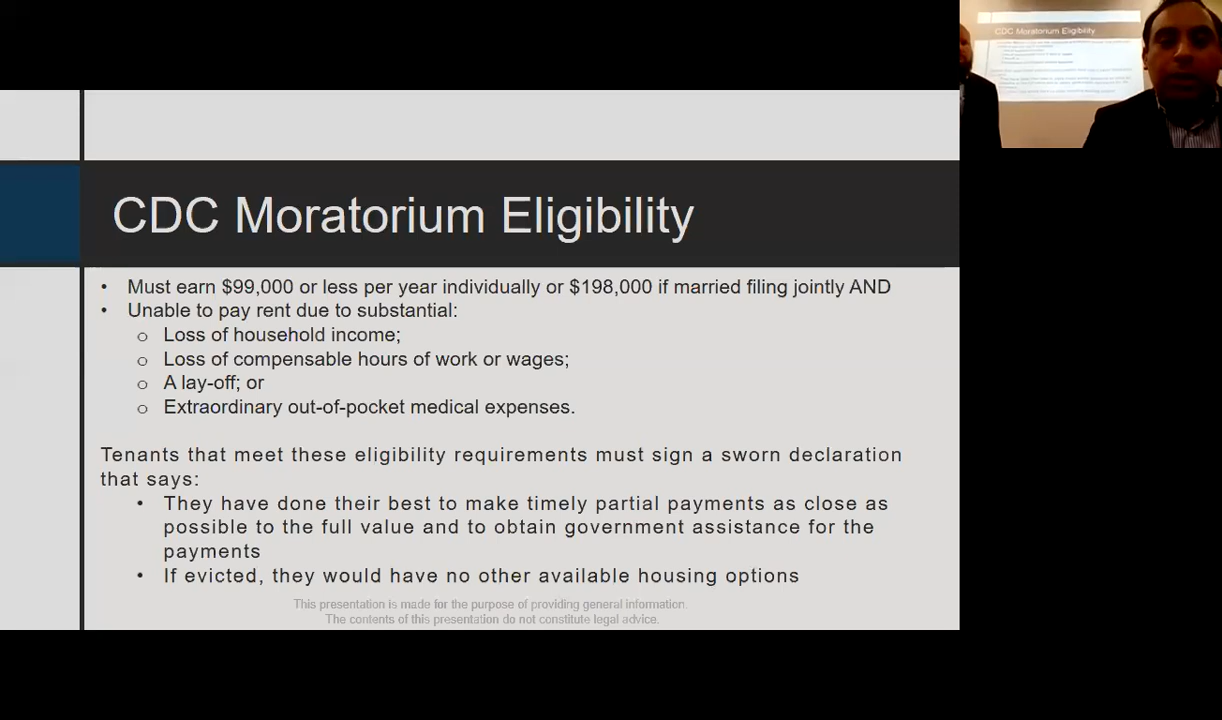 CDC Moratorium Eligibility
• Must earn $99,000 or less per year individually or $198,000 if married filing jointly AND
• Unable to pay rent due to substantial:
o Loss of household income;
o Loss of compensable hours of work or wages;
o A lay-off; or
o Extraordinary out-of-pocket medical expenses.
Tenants that meet these eligibility requirements must sign a sworn declaration
that says:
• They have done their best to make timely partial payments as close as
possible to the full value and to obtain government assistance for the
payments
• If evicted, they would have no other available housing options
This presentation is made for the purpose of providing general information.
The contents of this presentation do not constitute legal advice.
CDC Moratorium Eligibility